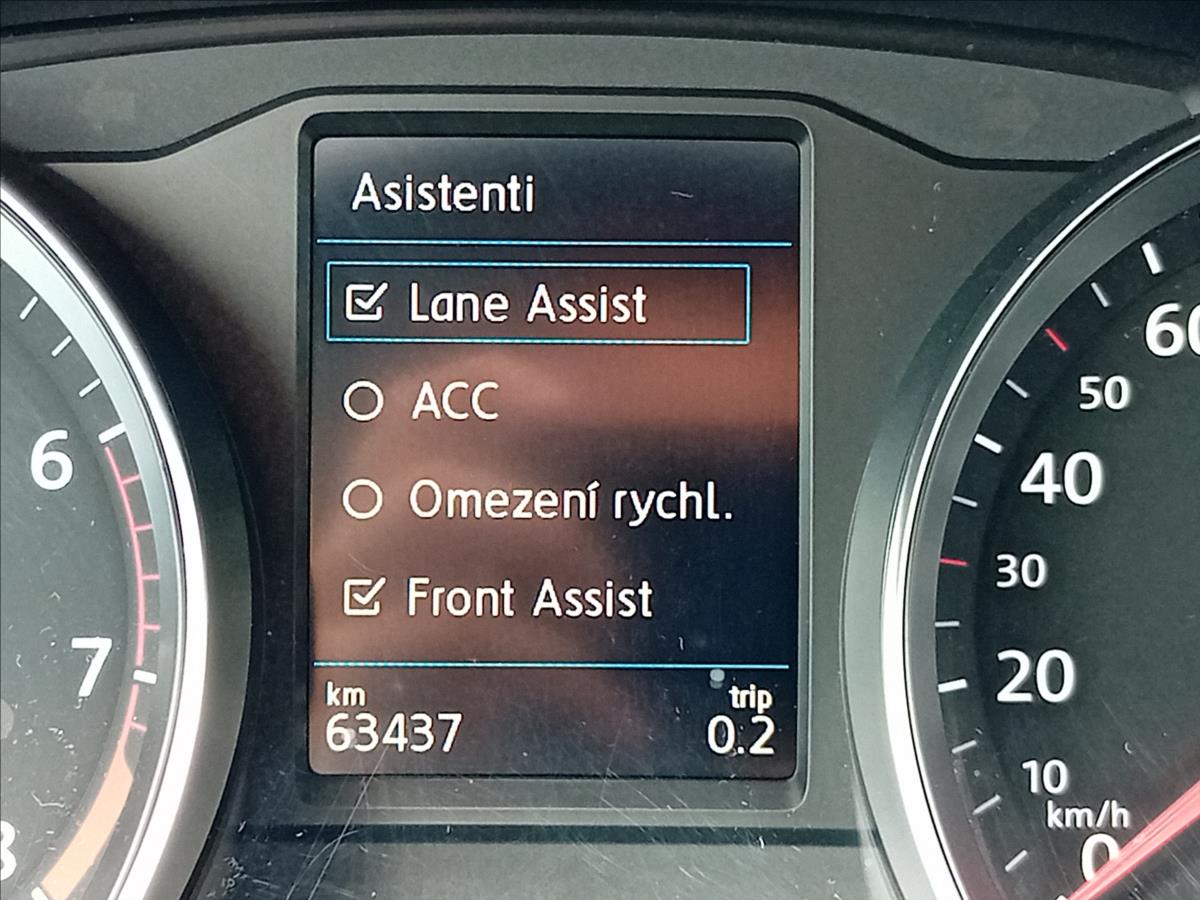 Asistenti
Lane Assist
ACC
Omezení rychl.
Front Assist
km
trip
63437
0.2
6
7
8
60
50
40
30
20
10
km/h
0